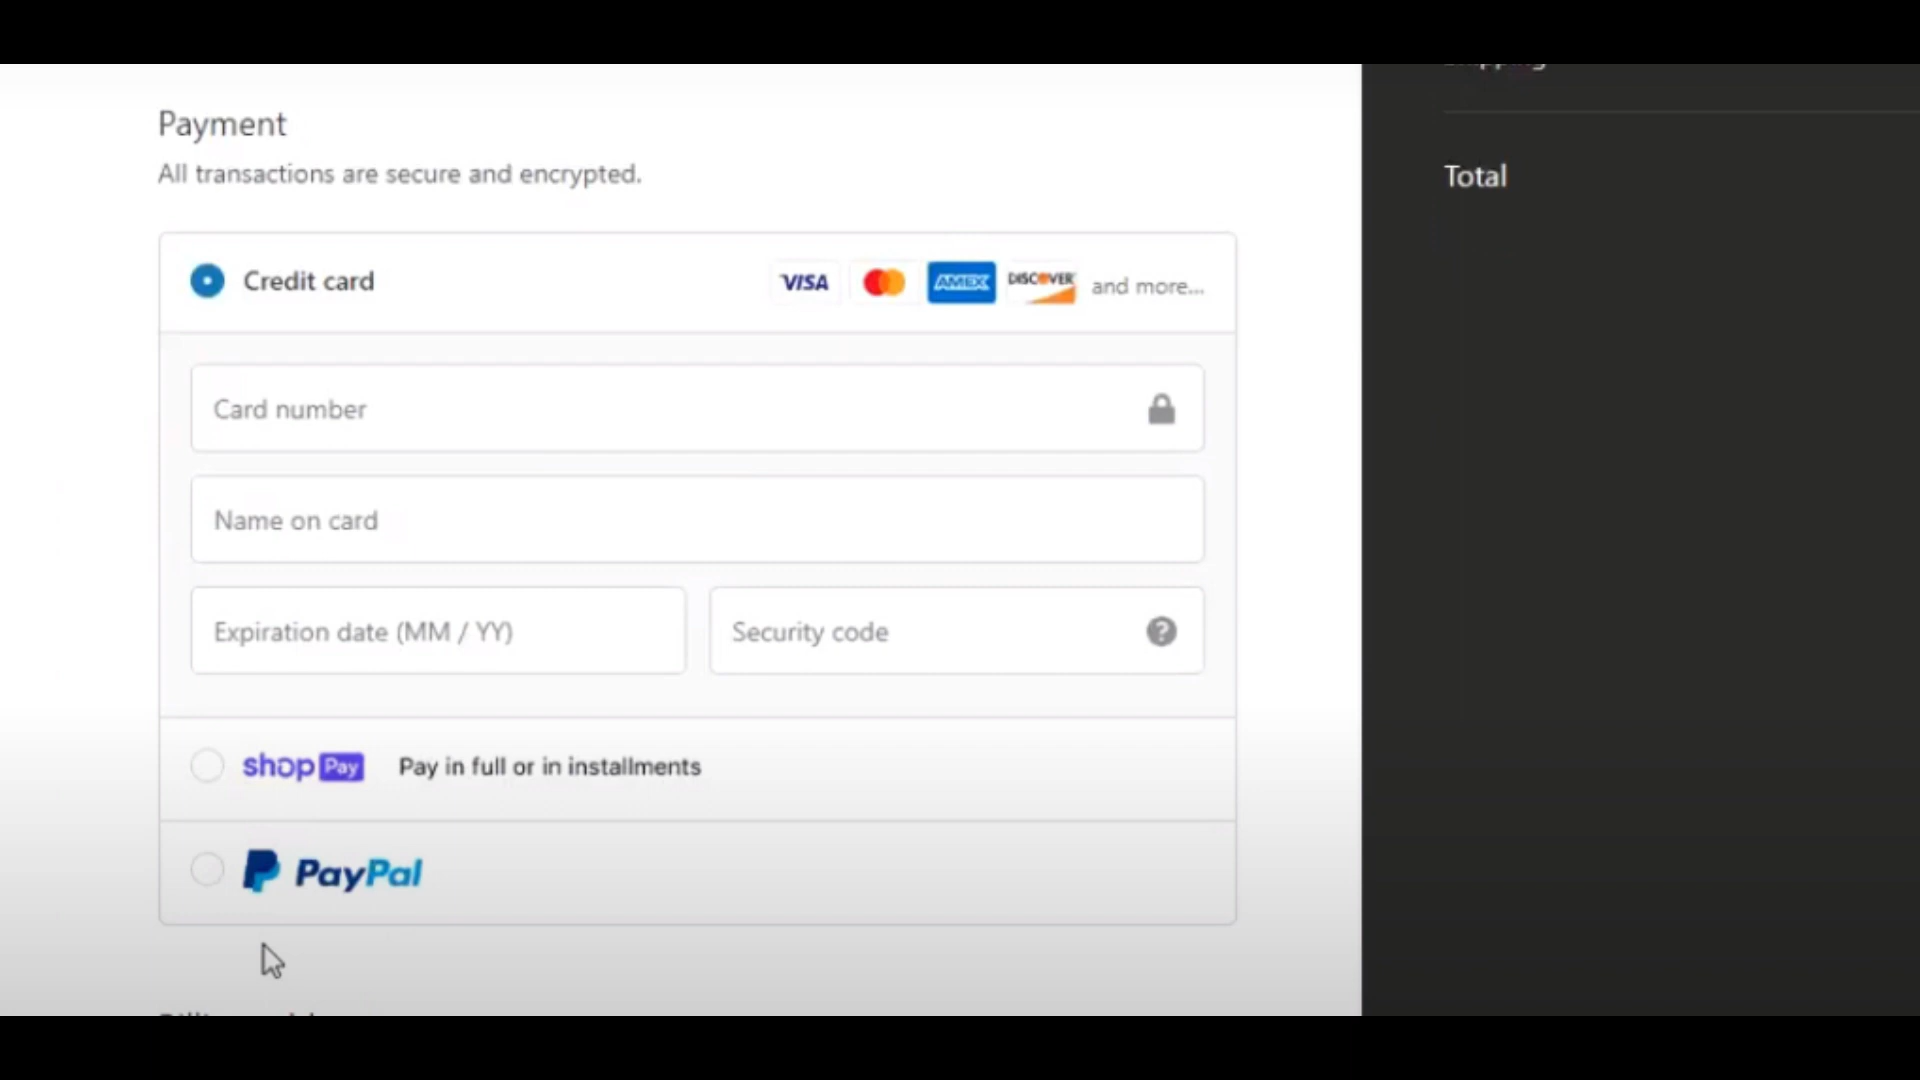 Payment
All transactions are secure and encrypted.
Credit card
VISA
AMEX
DISCOVER
and more...
Card number
Name on card
Expiration date (MM / YY)
Security code
?
shop Pay
Pay in full or in installments
PayPal
Total